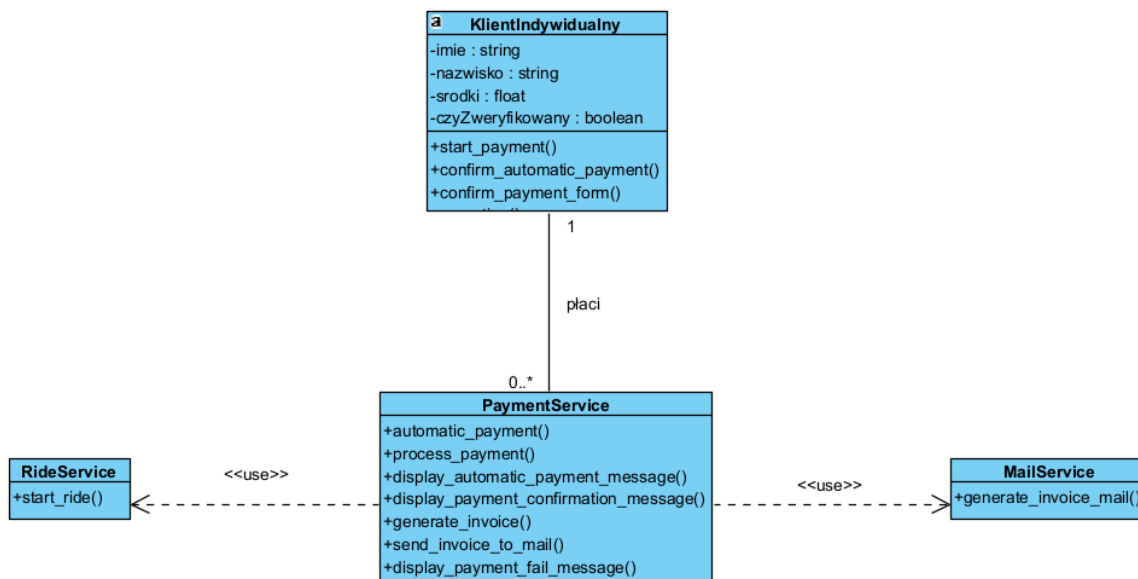 a
KlientIndywidualny
-imie : string
-nazwisko : string
-srodki : float
-czyZweryfikowany : boolean
+start_payment()
+confirm_automatic_payment()
+confirm_payment_form()
1
płaci
0..*
PaymentService
+automatic_payment()
+process_payment()
+display_automatic_payment_message()
+display_payment_confirmation_message()
+generate_invoice()
+send_invoice_to_mail()
+display_payment_fail_message()
RideService
+start_ride()
<<use>>
<<use>>
MailService
+generate_invoice_mail()